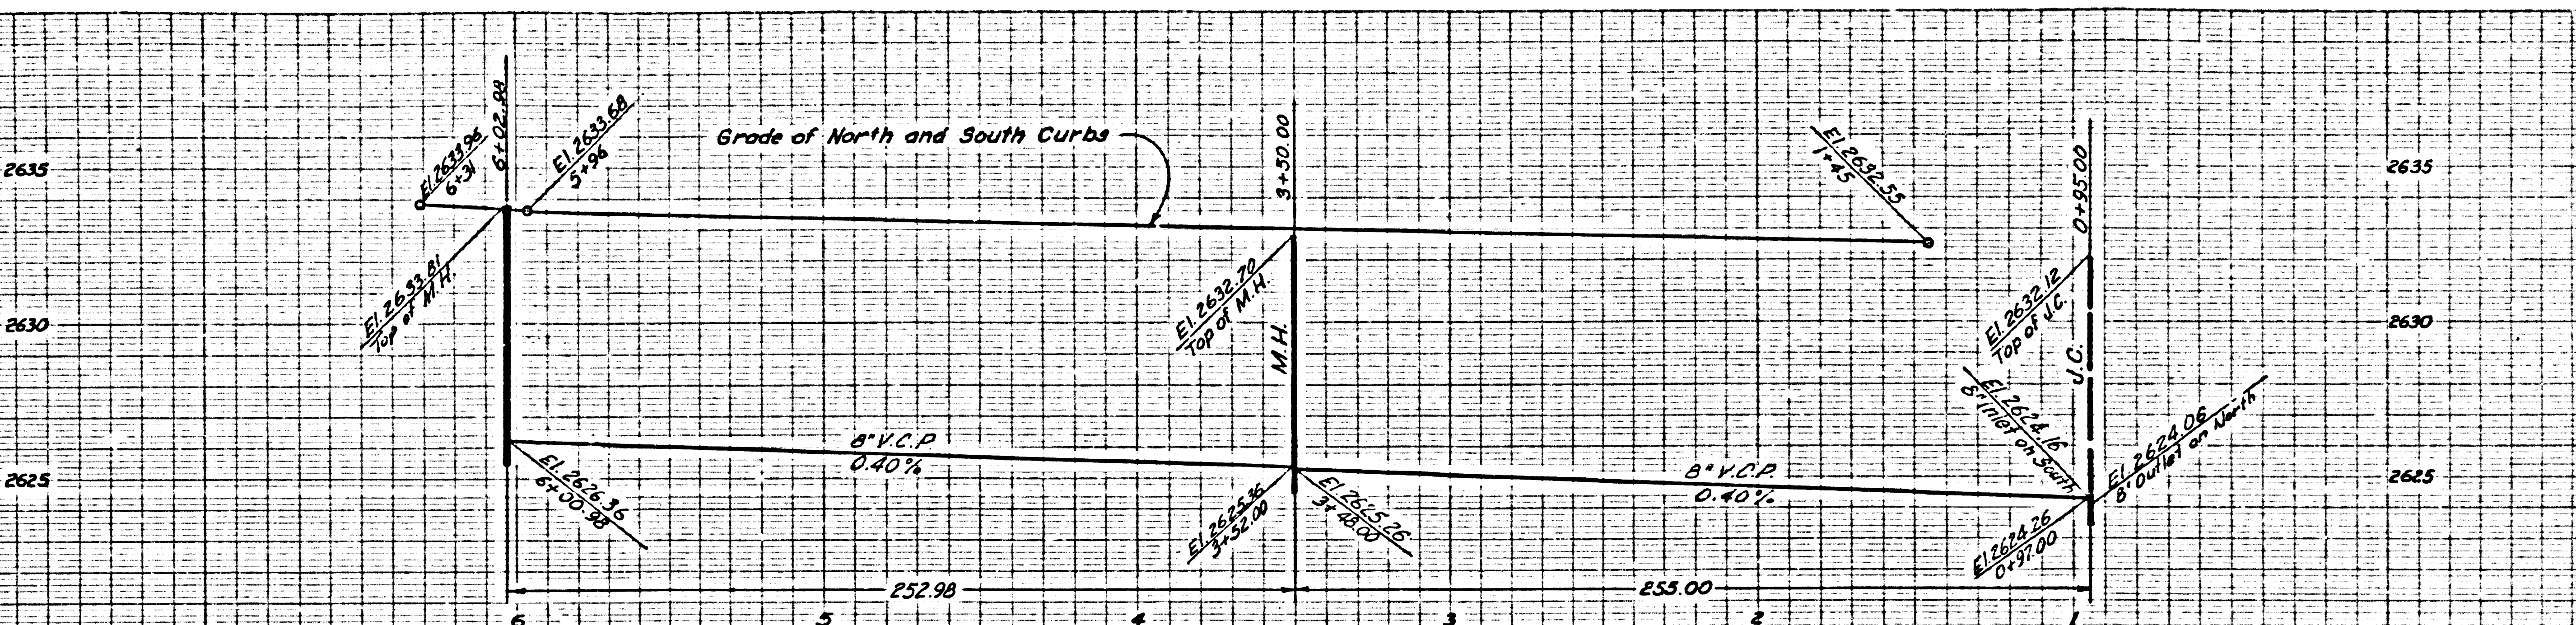 6+02.98
El. 2633.96
6+31
El. 2633.68
5+96
Grade of North and South Curbs
3+50.00
El. 2632.55
1+45
0+95.00
2635
2635
El. 2633.81
Top of M.H.
El. 2632.70
Top of M.H.
M.H.
El. 2632.12
Top of J.C.
J.C.
2630
2630
El. 2624.16
8" Inlet on South
El. 2624.06
8" Outlet on North
8" V.C.P.
0.40%
8" V.C.P.
0.40%
2625
2625
El. 2626.36
6+00.98
El. 2625.36
3+52.00
El. 2625.26
3+48.00
El. 2624.26
0+97.00
252.98
255.00
6
5
4
3
2
1